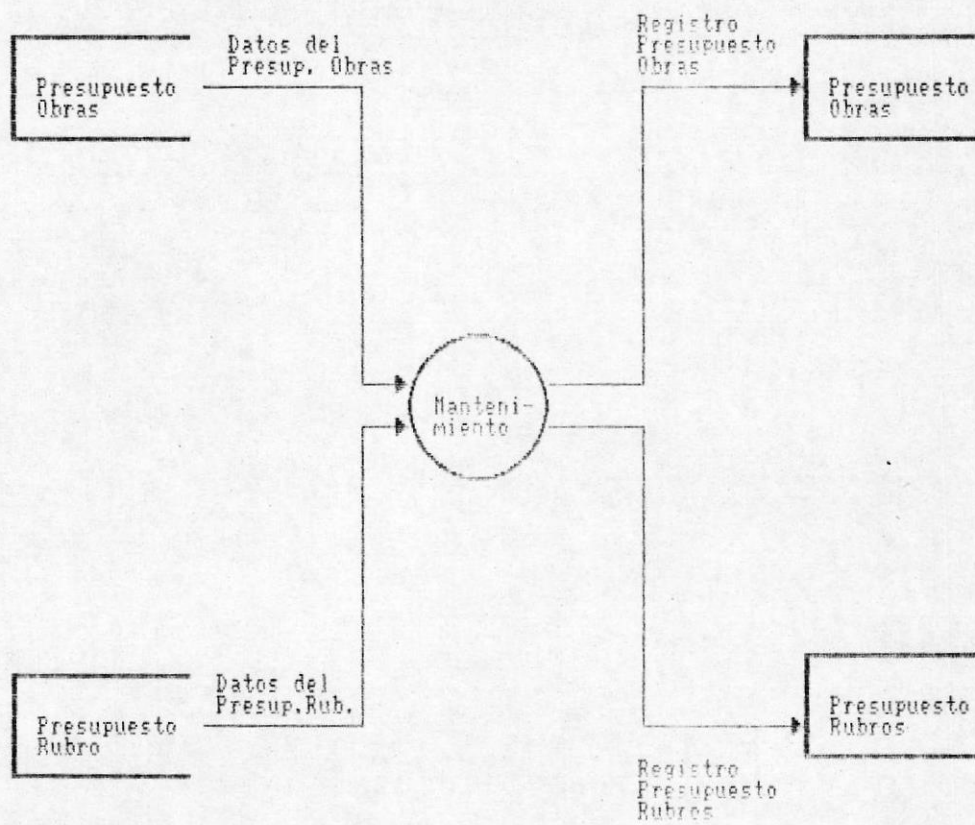 Datos del
Presup. Obras
Registro
Presupuesto
Obras
Presupuesto
Obras
Presupuesto
Obras
Manteni-
miento
Datos del
Presup.Rub.
Presupuesto
Rubro
Presupuesto
Rubros
Registro
Presupuesto
Rubros